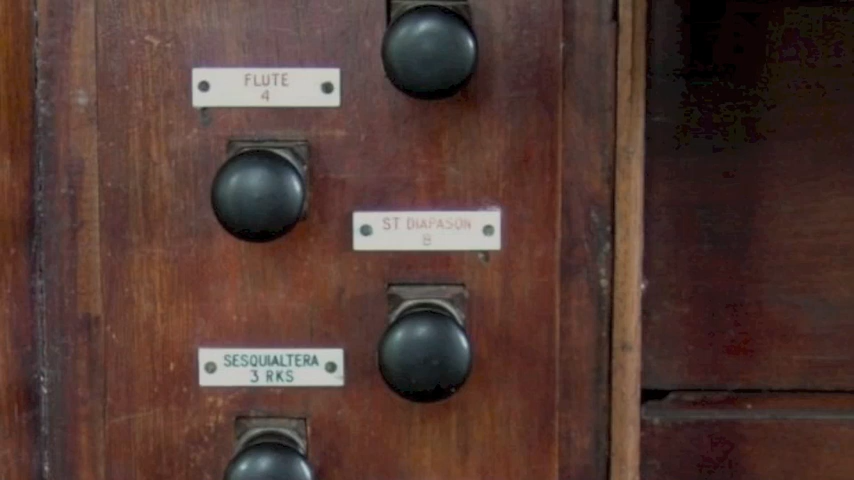 FLUTE
4
ST DIAPASON
8
SESQUIALTERA
3 RKS